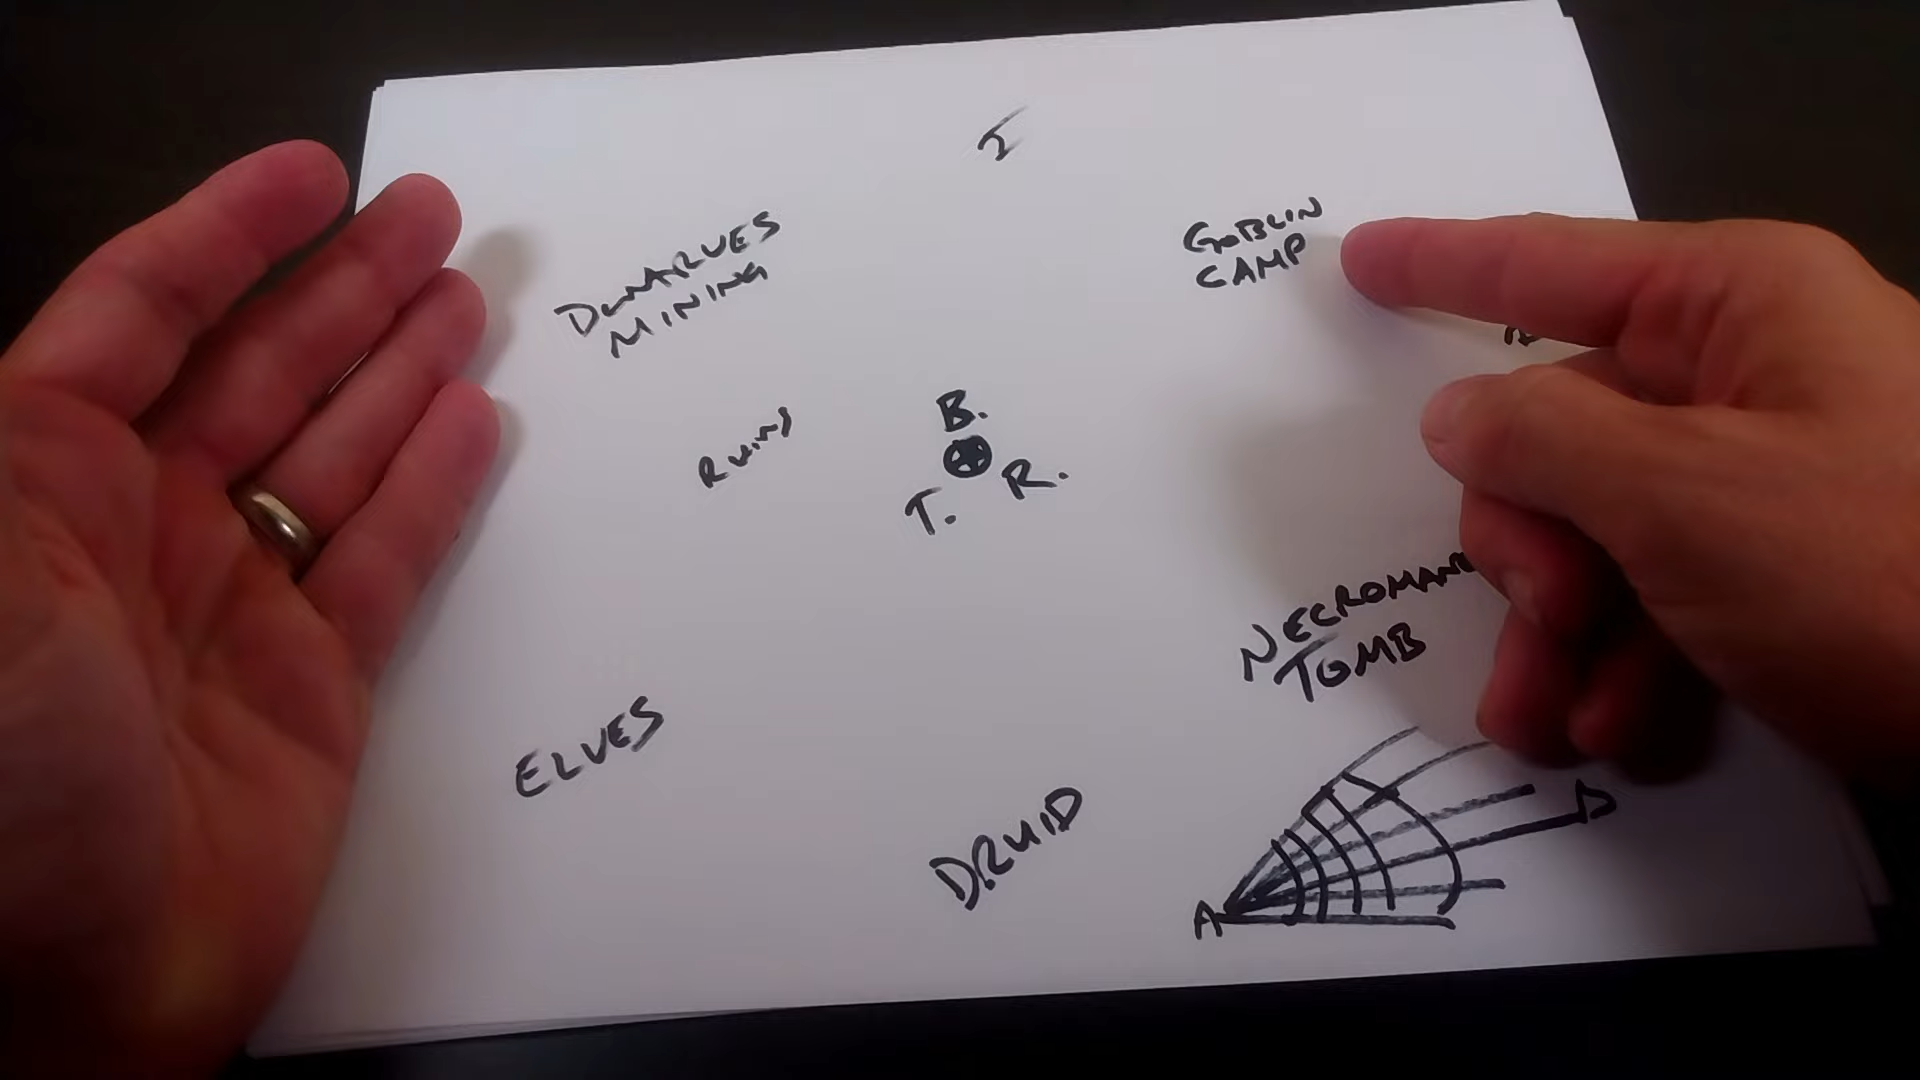 I
DWARVES
MINING
GOBLIN
CAMP
RUINS
B.
T.
R.
NECROMAN
TOMB
ELVES
DRUID
A
B